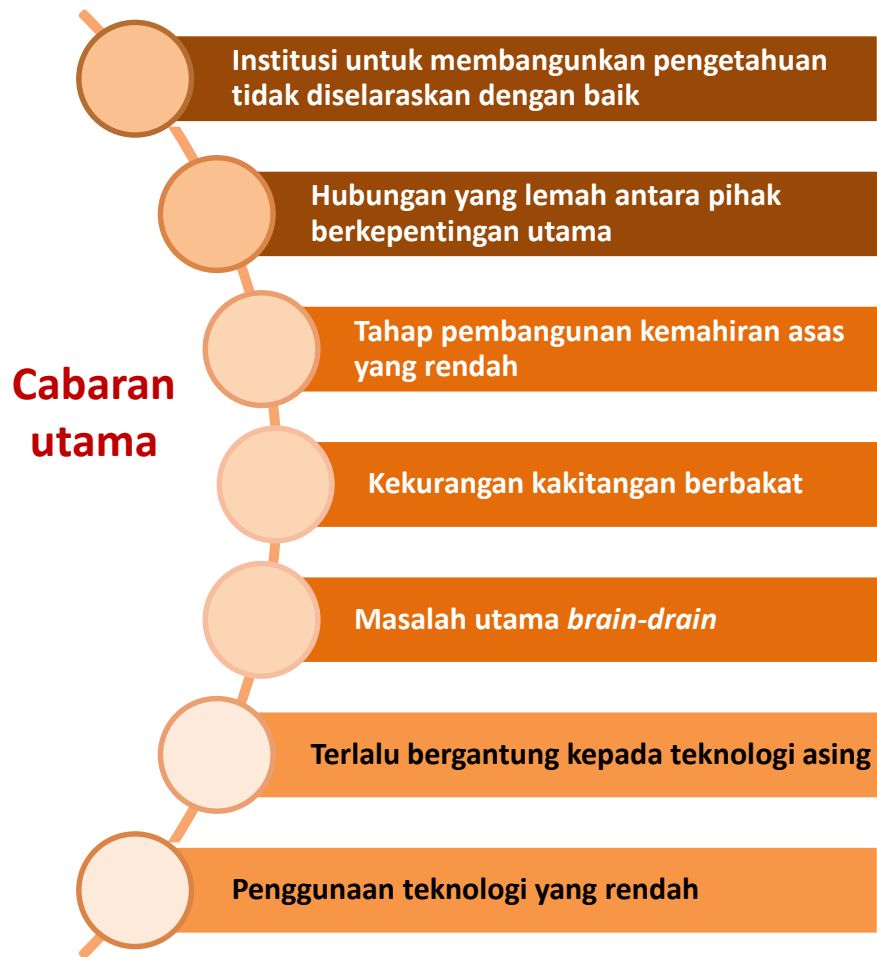 Institusi untuk membangunkan pengetahuan
tidak diselaraskan dengan baik
Hubungan yang lemah antara pihak
berkepentingan utama
Tahap pembangunan kemahiran asas
yang rendah
Cabaran
utama
Kekurangan kakitangan berbakat
Masalah utama brain-drain
Terlalu bergantung kepada teknologi asing
Penggunaan teknologi yang rendah